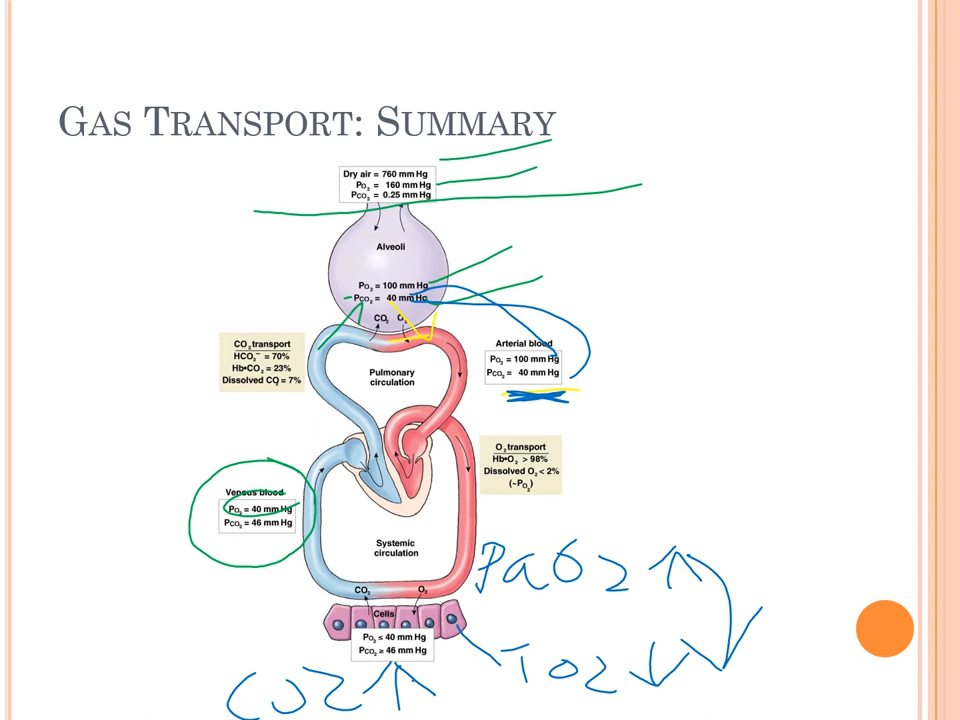 GAS TRANSPORT: SUMMARY
Dry air = 760 mm Hg
PO2 = 160 mm Hg
PCO2 = 0.25 mm Hg
Alveoli
PO2 = 100 mm Hg
PCO2 = 40 mm Hg
CO2 O2
CO2 transport
HCO3– = 70%
Hb•CO2 = 23%
Dissolved CO2 = 7%
Pulmonary
circulation
Arterial blood
PO2 = 100 mm Hg
PCO2 = 40 mm Hg
O2 transport
Hb•O2 > 98%
Dissolved O2 < 2%
(~PO2)
Venous blood
PO2 = 40 mm Hg
PCO2 = 46 mm Hg
Systemic
circulation
PaO2 ↑
CO2 O2
Cells
PO2 ≤ 40 mm Hg
PCO2 ≥ 46 mm Hg
TO2 ↓ ↓
CO2 ↑